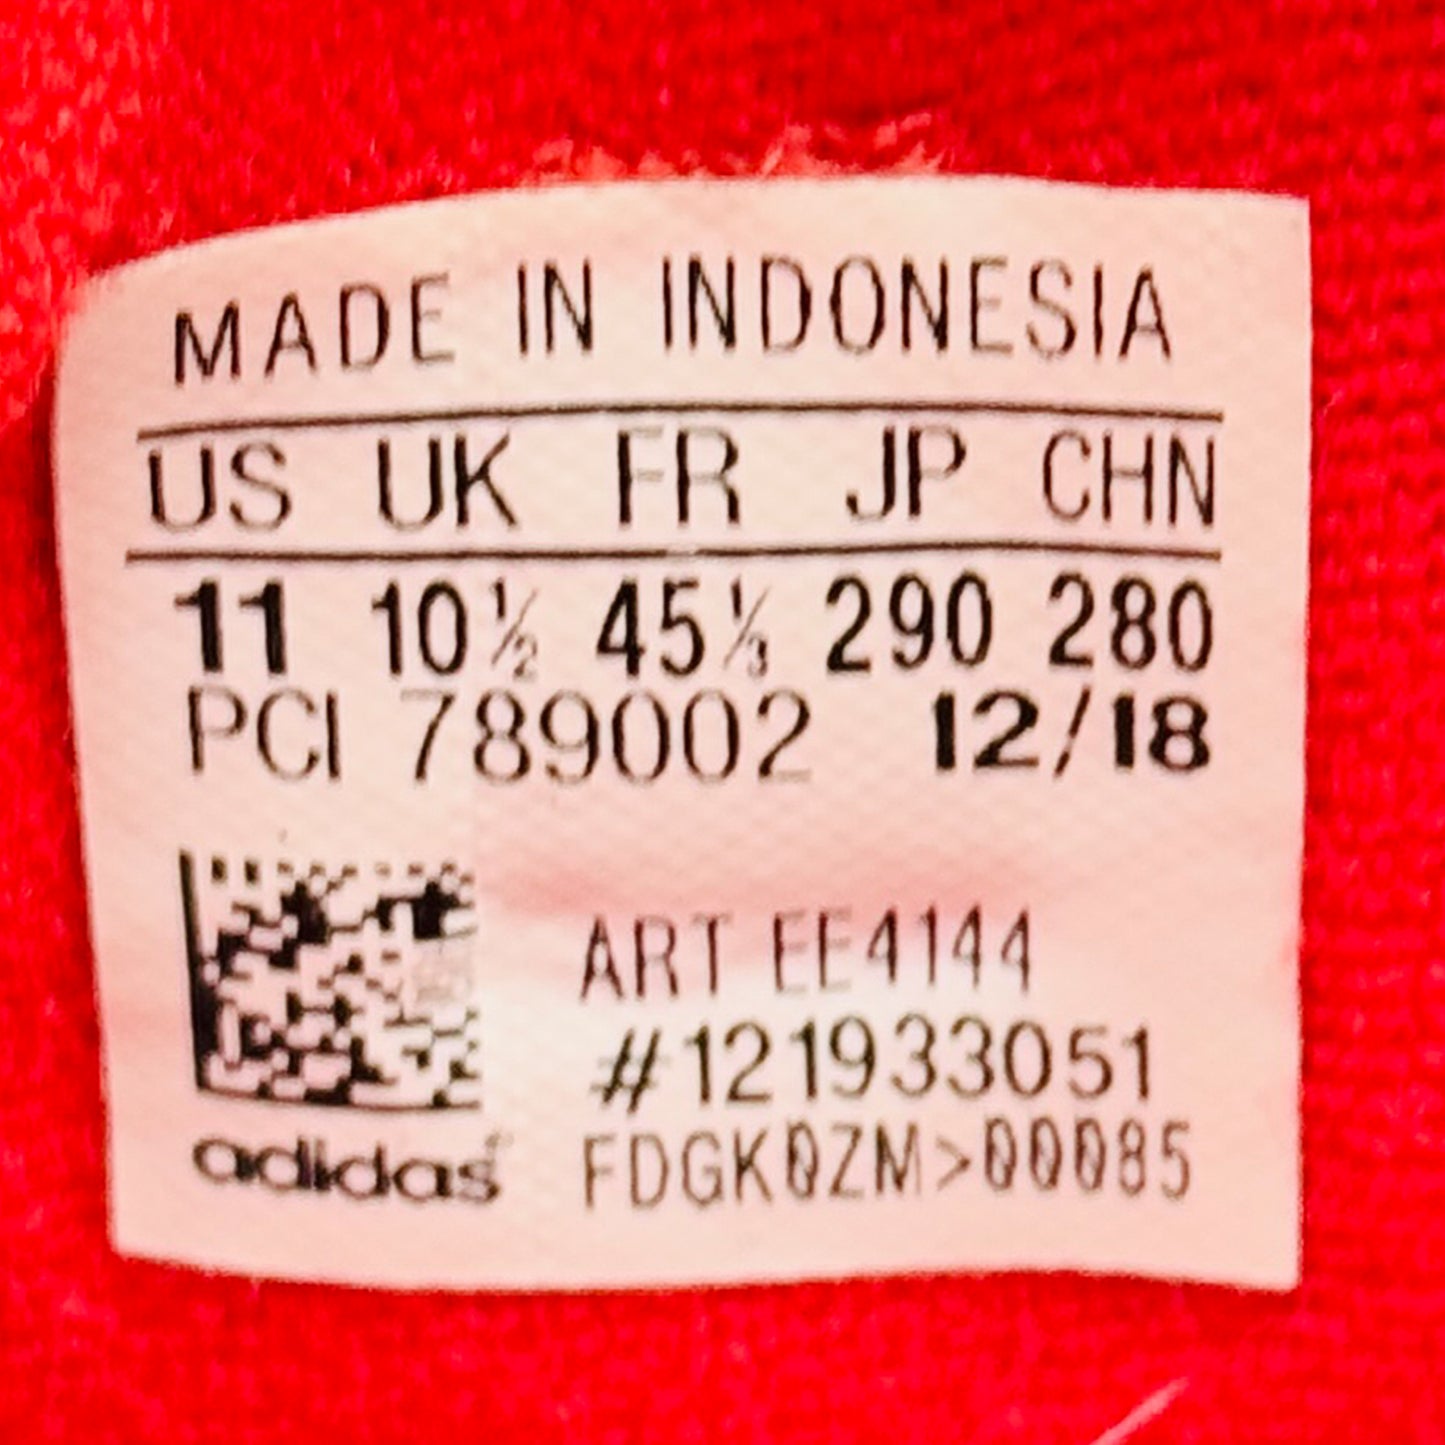 MADE IN INDONESIA
US UK FR JP CHN
11 10½ 45⅓ 290 280
PCI 789002 12/18
ART EE4144
#121933051
adidas FDGK0ZM>00085